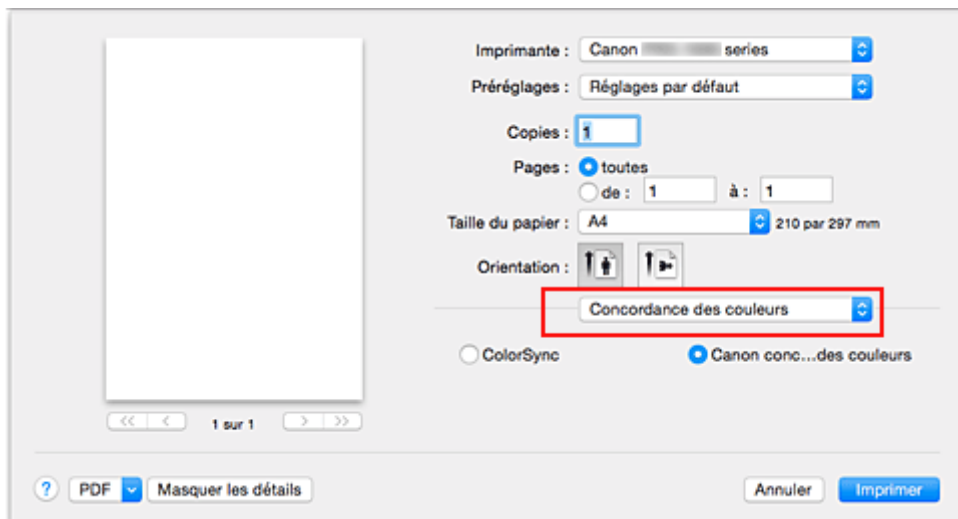 Imprimante : Canon series
Préréglages : Réglages par défaut
Copies : 1
Pages : toutes
de : 1 à : 1
Taille du papier : A4 210 par 297 mm
Orientation :
Concordance des couleurs
ColorSync Canon conc...des couleurs
<< < 1 sur 1 > >>
? PDF Masquer les détails Annuler Imprimer